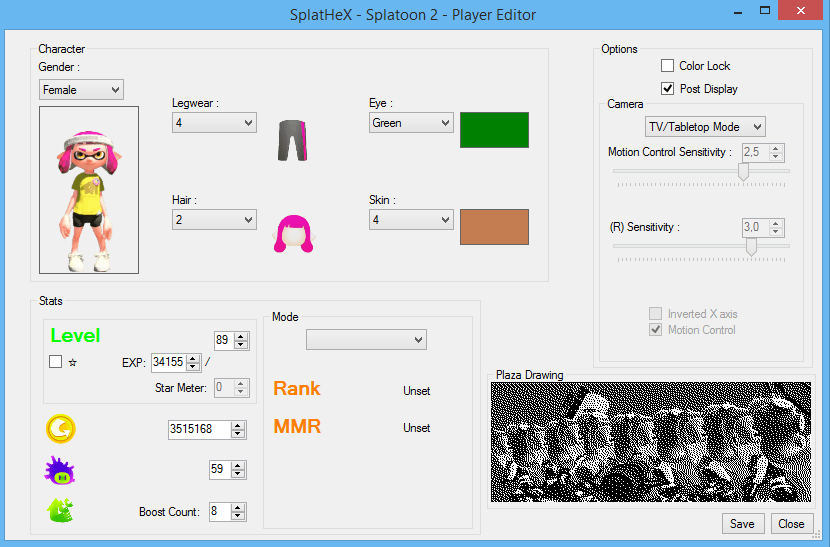 SplatHeX - Splatoon 2 - Player Editor
Character
Gender :
Female
Legwear :
4
Eye :
Green
Hair :
2
Skin :
4
Options
Color Lock
Post Display
Camera
TV/Tabletop Mode
Motion Control Sensitivity :
2,5
(R) Sensitivity :
3,0
Inverted X axis
Motion Control
Stats
Level
89
☆
EXP:
34155
/
Star Meter:
0
3515168
59
Boost Count:
8
Mode
Rank
Unset
MMR
Unset
Plaza Drawing
Save
Close